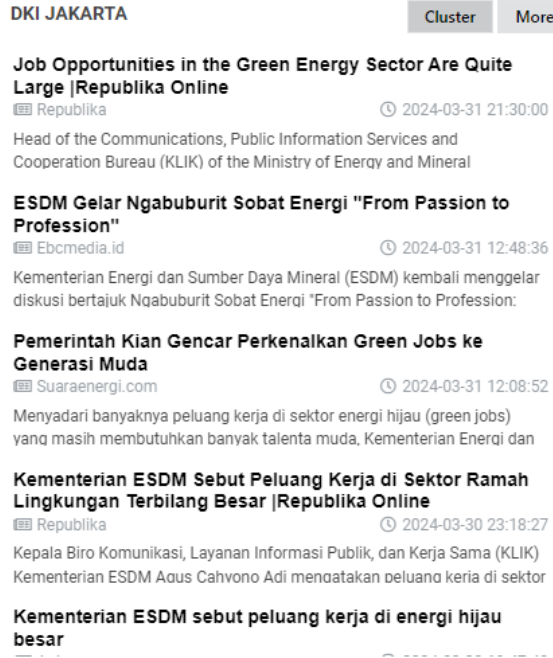 DKI JAKARTA
Cluster
More
Job Opportunities in the Green Energy Sector Are Quite
Large |Republika Online
Republika
2024-03-31 21:30:00
Head of the Communications, Public Information Services and
Cooperation Bureau (KLIK) of the Ministry of Energy and Mineral
ESDM Gelar Ngabuburit Sobat Energi "From Passion to
Profession"
Ebcmedia.id
2024-03-31 12:48:36
Kementerian Energi dan Sumber Daya Mineral (ESDM) kembali menggelar
diskusi bertajuk Ngabuburit Sobat Energi "From Passion to Profession:
Pemerintah Kian Gencar Perkenalkan Green Jobs ke
Generasi Muda
Suaraenergi.com
2024-03-31 12:08:52
Menyadari banyaknya peluang kerja di sektor energi hijau (green jobs)
yang masih membutuhkan banyak talenta muda, Kementerian Energi dan
Kementerian ESDM Sebut Peluang Kerja di Sektor Ramah
Lingkungan Terbilang Besar |Republika Online
Republika
2024-03-30 23:18:27
Kepala Biro Komunikasi, Layanan Informasi Publik, dan Kerja Sama (KLIK)
Kementerian ESDM Agus Cahyono Adi mengatakan peluang kerja di sektor
Kementerian ESDM sebut peluang kerja di energi hijau
besar